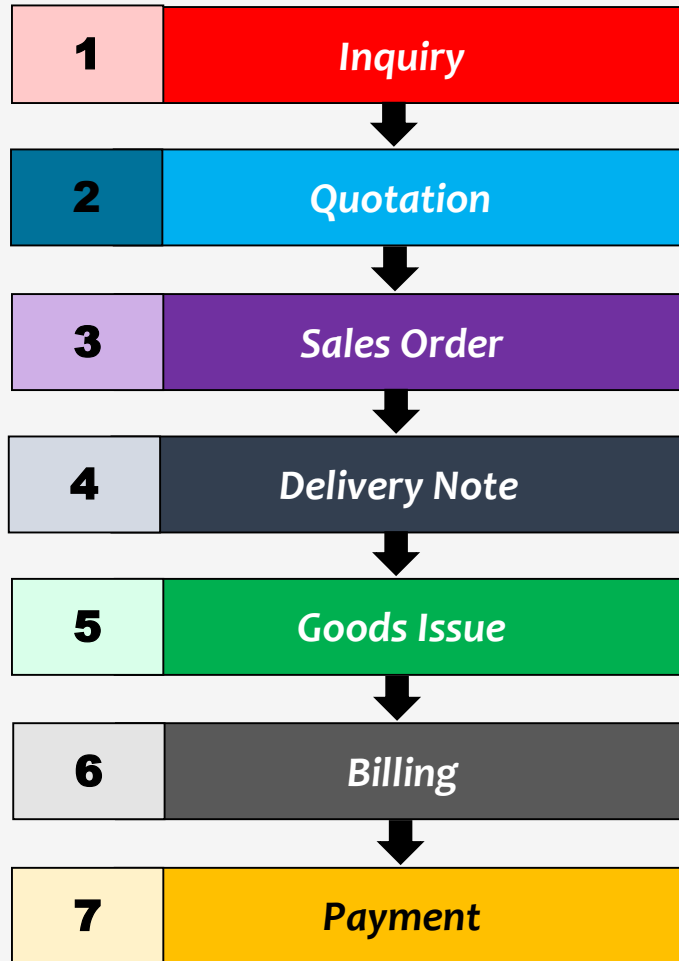 1 Inquiry
2 Quotation
3 Sales Order
4 Delivery Note
5 Goods Issue
6 Billing
7 Payment